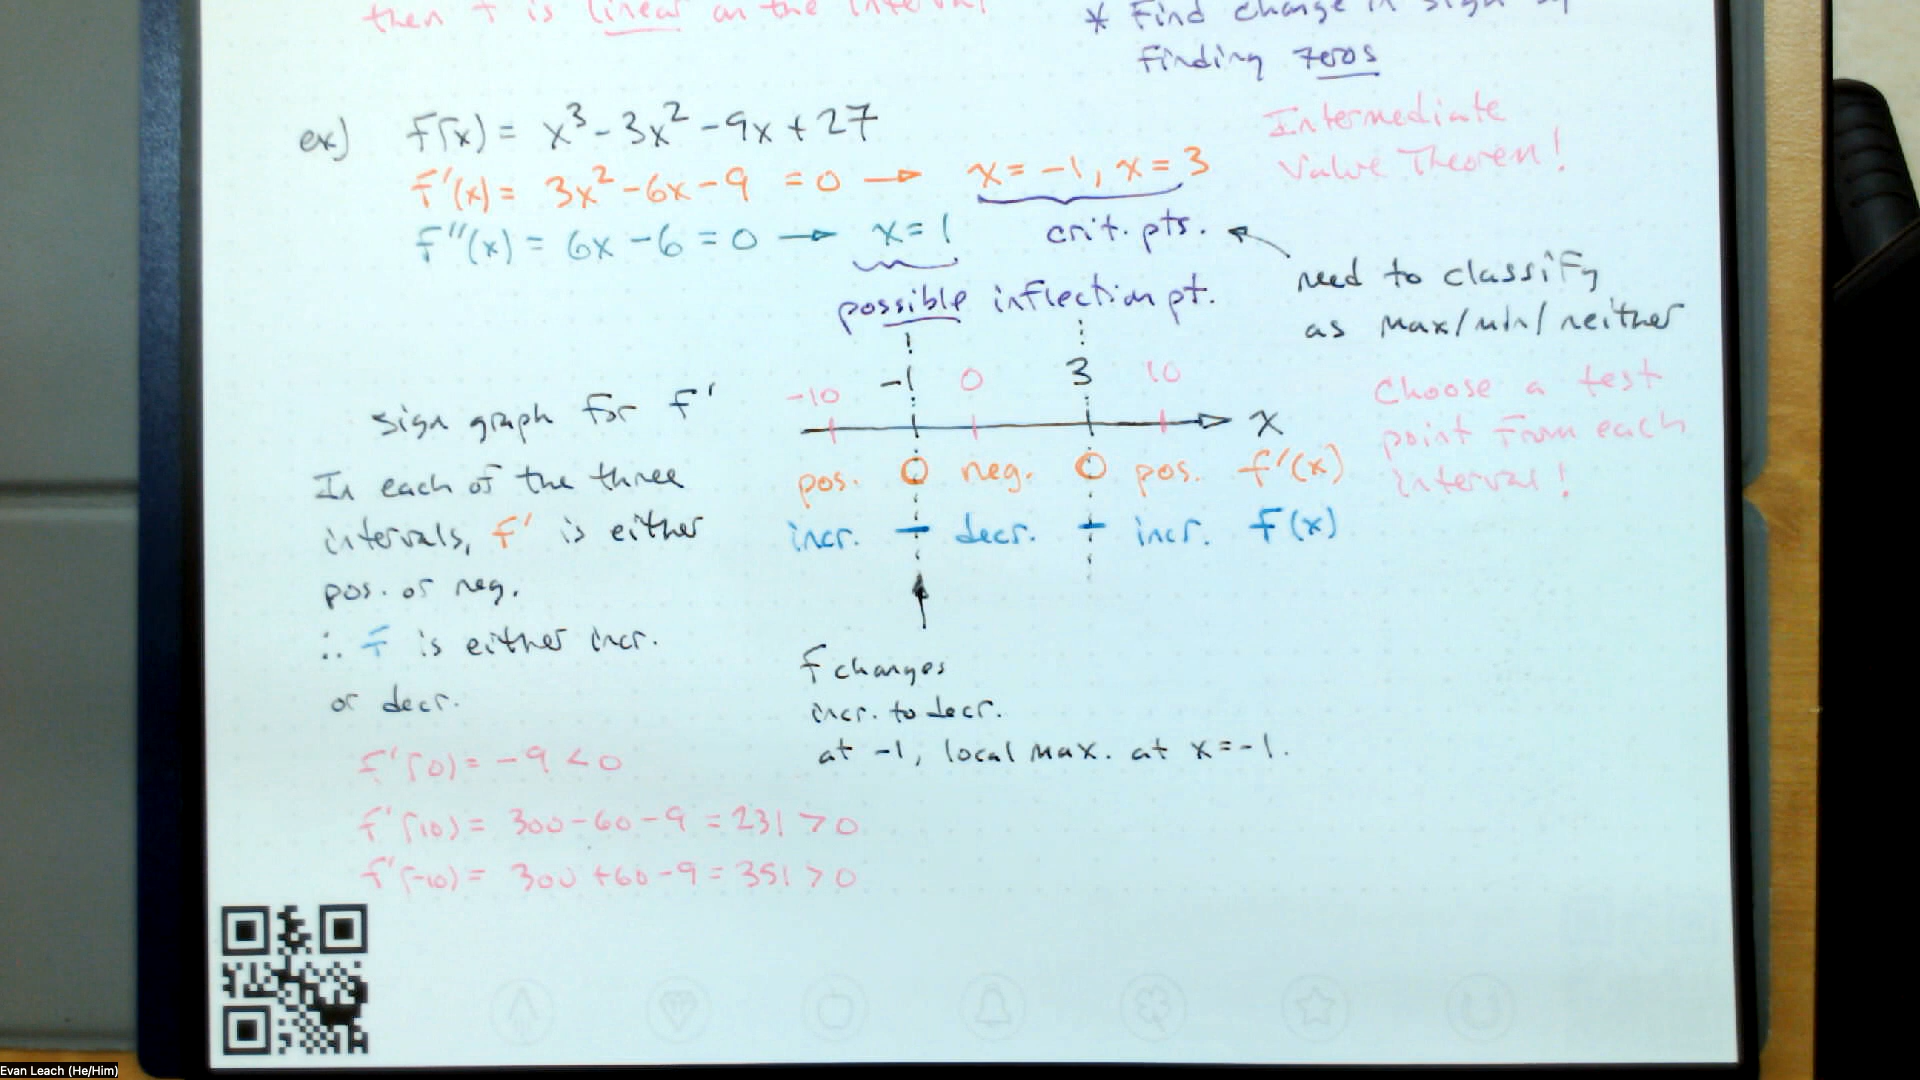 then f is linear on the interval
* Find change in sign by
finding zeros
ex) f(x) = x³ - 3x² - 9x + 27
Intermediate
Value Theorem!
f'(x) = 3x² - 6x - 9 = 0 → x = -1, x = 3
f''(x) = 6x - 6 = 0 → x = 1
crit. pts.
possible inflection pt.
need to classify
as max/min/neither
-10 -1 0 3 10
x
Choose a test
point from each
interval!
sign graph for f'
pos. 0 neg. 0 pos. f'(x)
incr. - decr. - incr. f(x)
In each of the three
intervals, f' is either
pos. or neg.
∴ f is either incr.
or decr.
f changes
incr. to decr.
at -1, local max. at x = -1.
f'(0) = -9 < 0
f'(10) = 300 - 60 - 9 = 231 > 0
f'(-10) = 300 + 60 - 9 = 351 > 0
Evan Leach (He/Him)